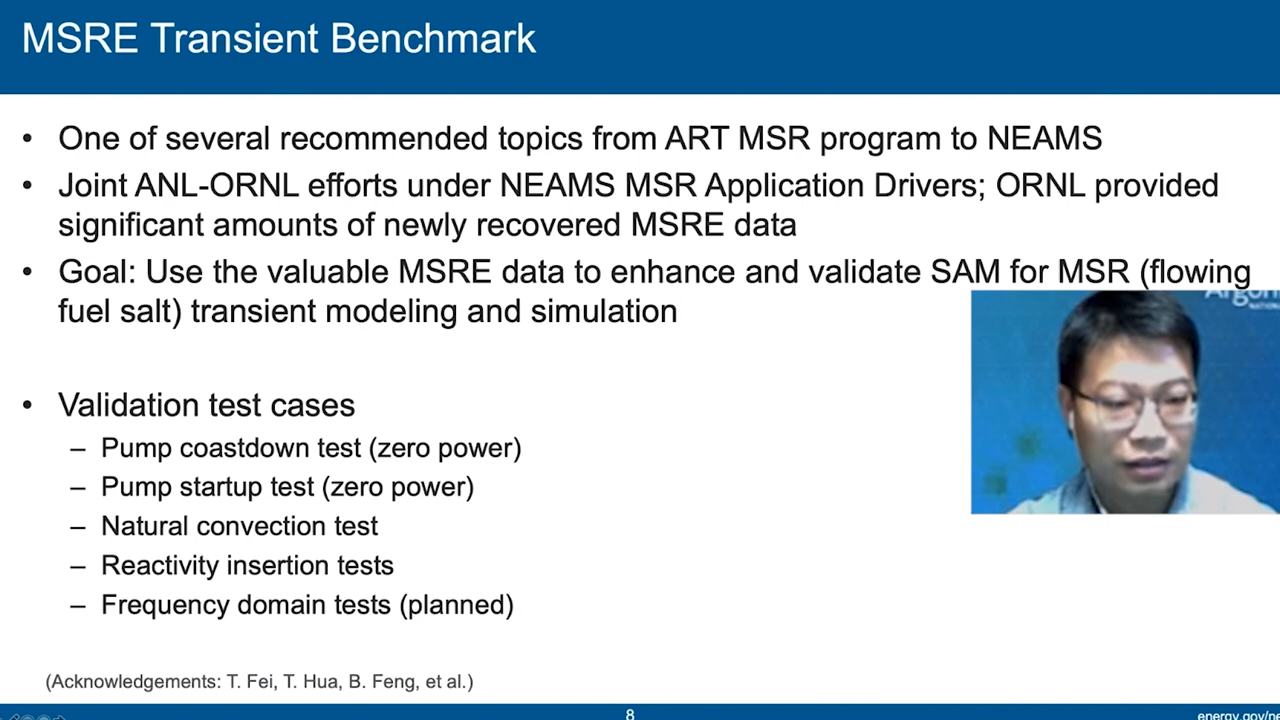 MSRE Transient Benchmark
• One of several recommended topics from ART MSR program to NEAMS
• Joint ANL-ORNL efforts under NEAMS MSR Application Drivers; ORNL provided
significant amounts of newly recovered MSRE data
• Goal: Use the valuable MSRE data to enhance and validate SAM for MSR (flowing
fuel salt) transient modeling and simulation
• Validation test cases
– Pump coastdown test (zero power)
– Pump startup test (zero power)
– Natural convection test
– Reactivity insertion tests
– Frequency domain tests (planned)
(Acknowledgements: T. Fei, T. Hua, B. Feng, et al.)
8
energy.gov/ne